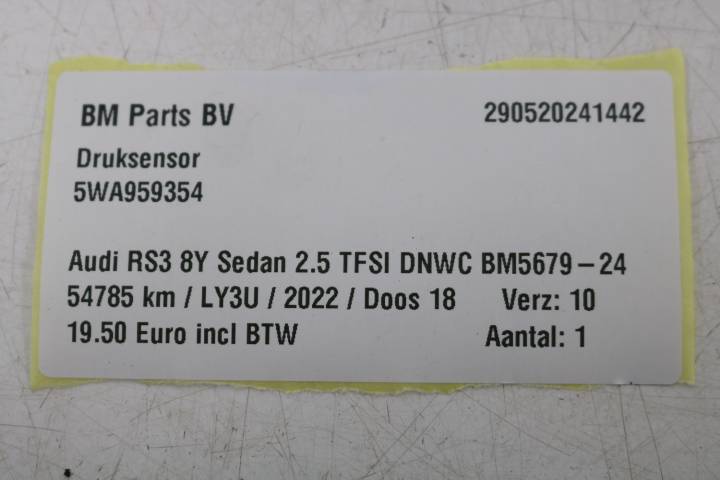 BM Parts BV 290520241442
Druksensor
5WA959354
Audi RS3 8Y Sedan 2.5 TFSI DNWC BM5679-24
54785 km / LY3U / 2022 / Doos 18 Verz: 10
19.50 Euro incl BTW Aantal: 1